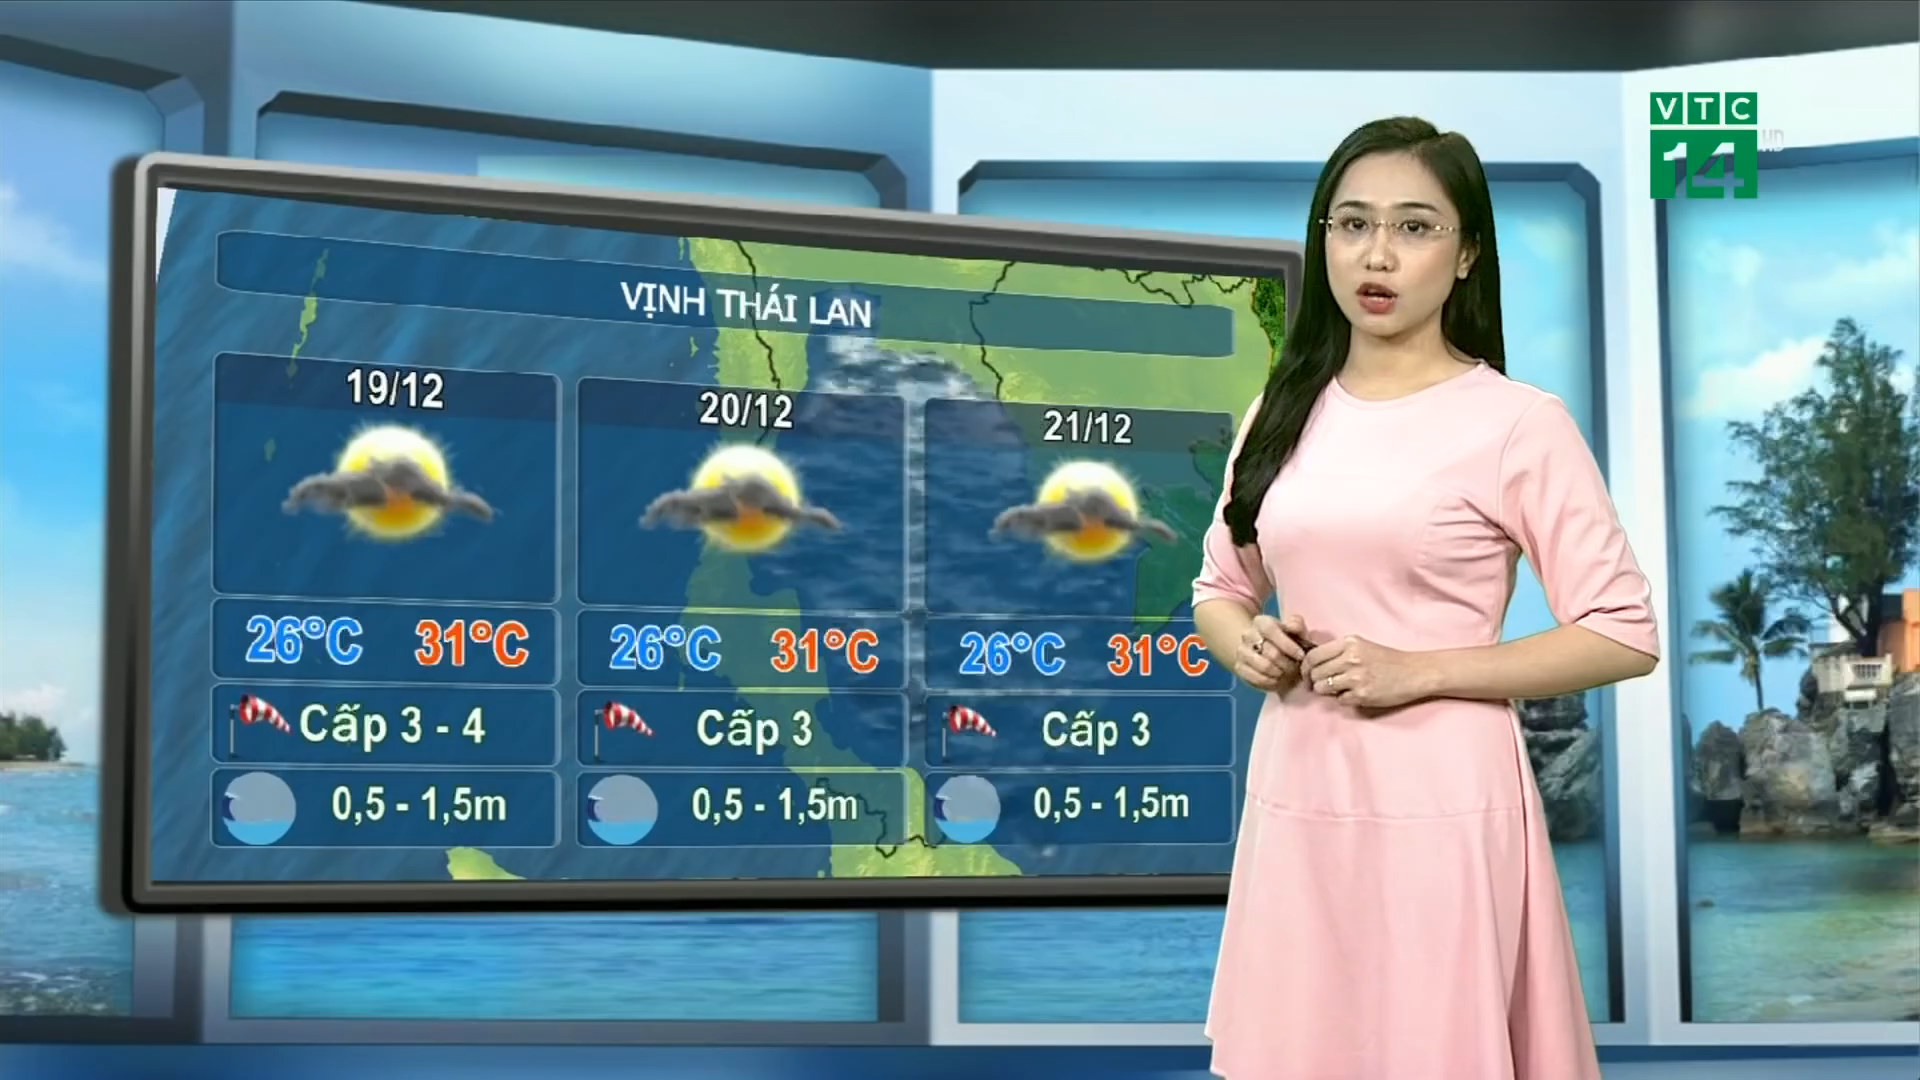 VTC
14
HD
VỊNH THÁI LAN
19/12
20/12
21/12
26°C 31°C
26°C 31°C
26°C 31°C
Cấp 3 - 4
Cấp 3
Cấp 3
0,5 - 1,5m
0,5 - 1,5m
0,5 - 1,5m